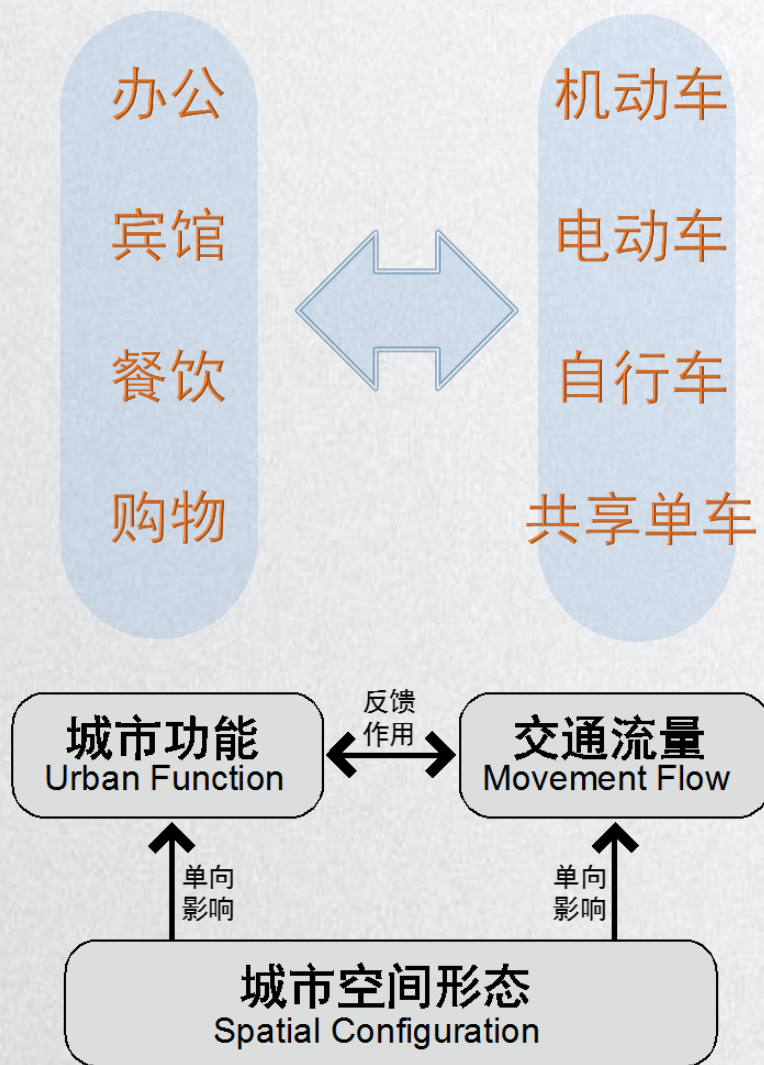 办公
宾馆
餐饮
购物
机动车
电动车
自行车
共享单车
城市功能
Urban Function
反馈
作用
交通流量
Movement Flow
单向
影响
单向
影响
城市空间形态
Spatial Configuration